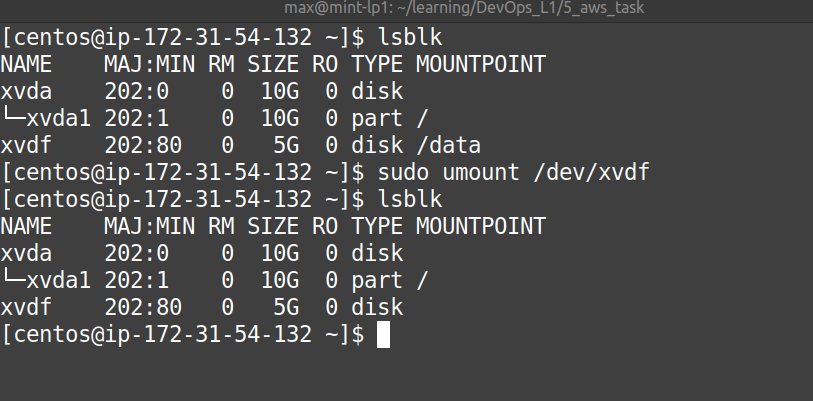 max@mint-lp1: ~/learning/DevOps_L1/5_aws_task
[centos@ip-172-31-54-132 ~]$ lsblk
NAME    MAJ:MIN RM SIZE RO TYPE MOUNTPOINT
xvda    202:0    0  10G  0 disk
└─xvda1 202:1    0  10G  0 part /
xvdf    202:80   0   5G  0 disk /data
[centos@ip-172-31-54-132 ~]$ sudo umount /dev/xvdf
[centos@ip-172-31-54-132 ~]$ lsblk
NAME    MAJ:MIN RM SIZE RO TYPE MOUNTPOINT
xvda    202:0    0  10G  0 disk
└─xvda1 202:1    0  10G  0 part /
xvdf    202:80   0   5G  0 disk
[centos@ip-172-31-54-132 ~]$